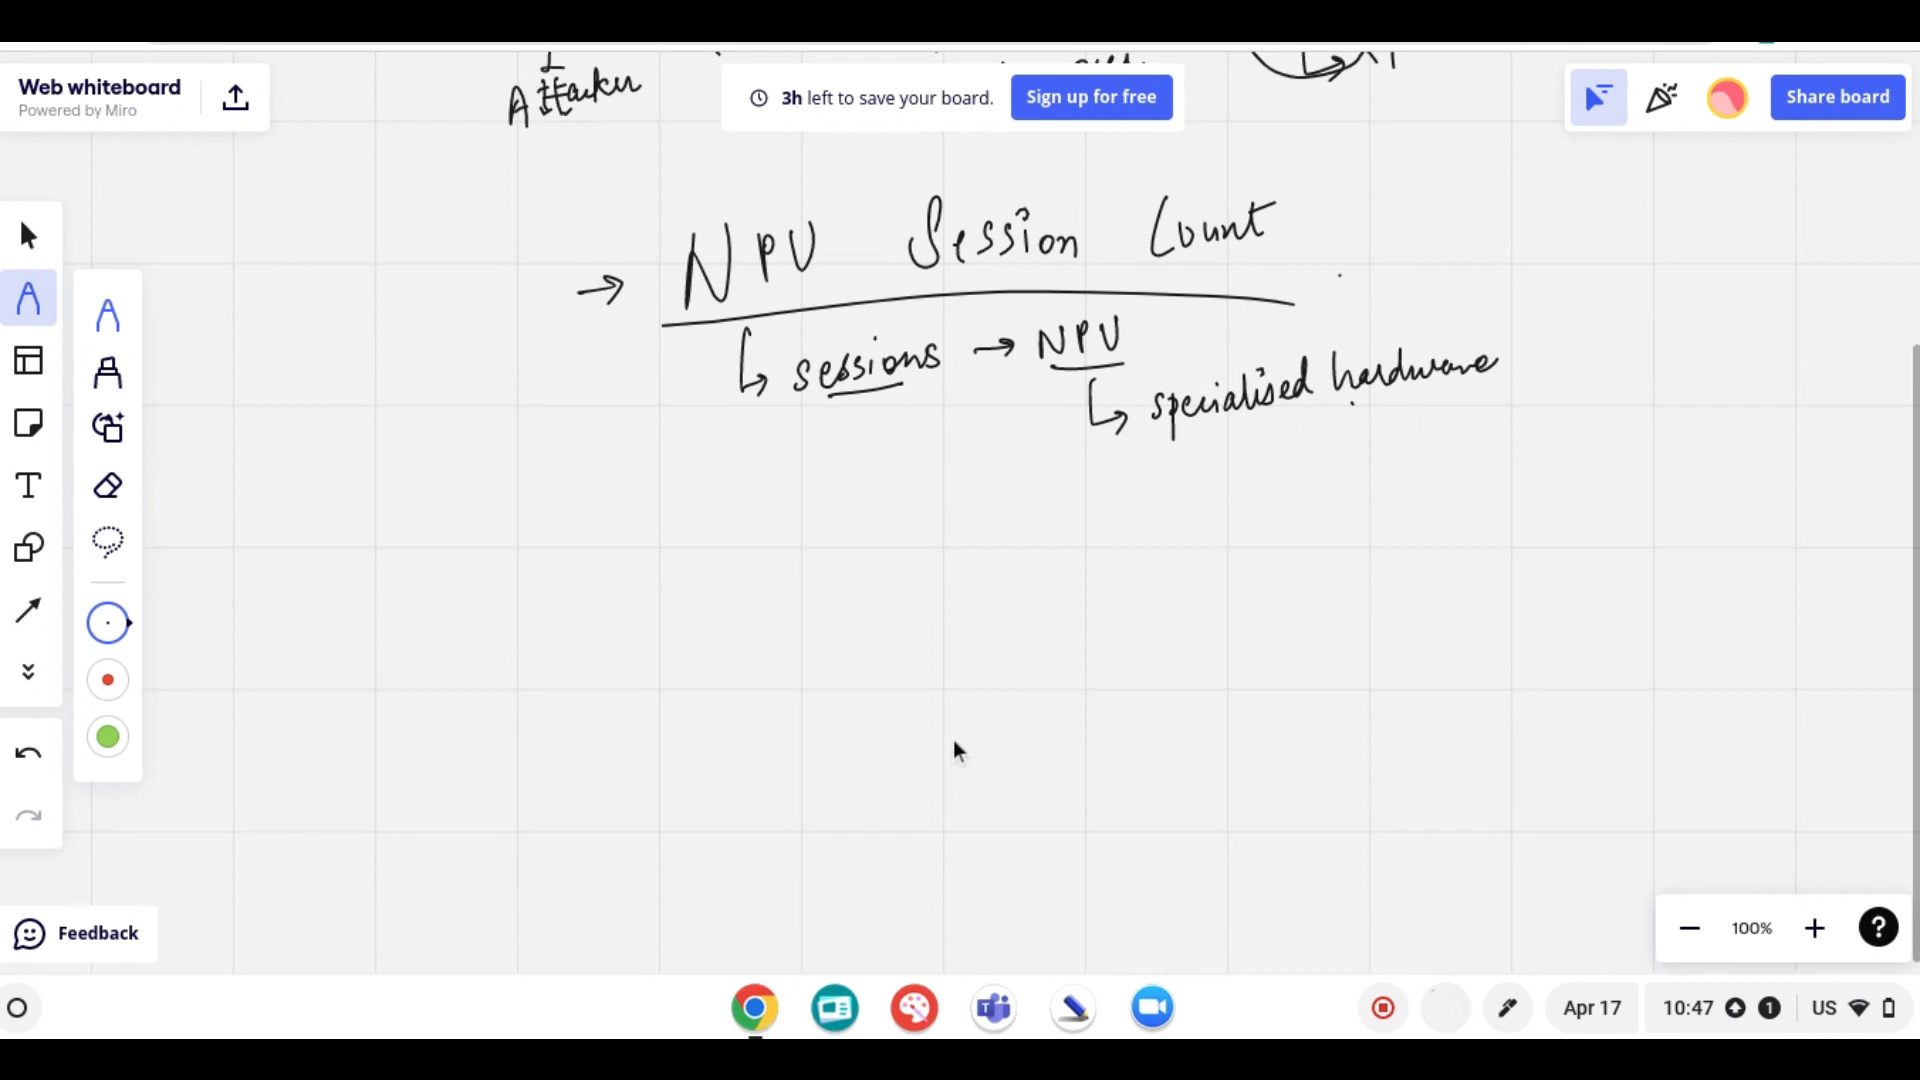 Web whiteboard
Powered by Miro
Attacker
3h left to save your board.
Sign up for free
Share board
→ NPU Session Count
↳ sessions → NPU
↳ specialised hardware
T
Feedback
100%
?
Apr 17
10:47
1
US